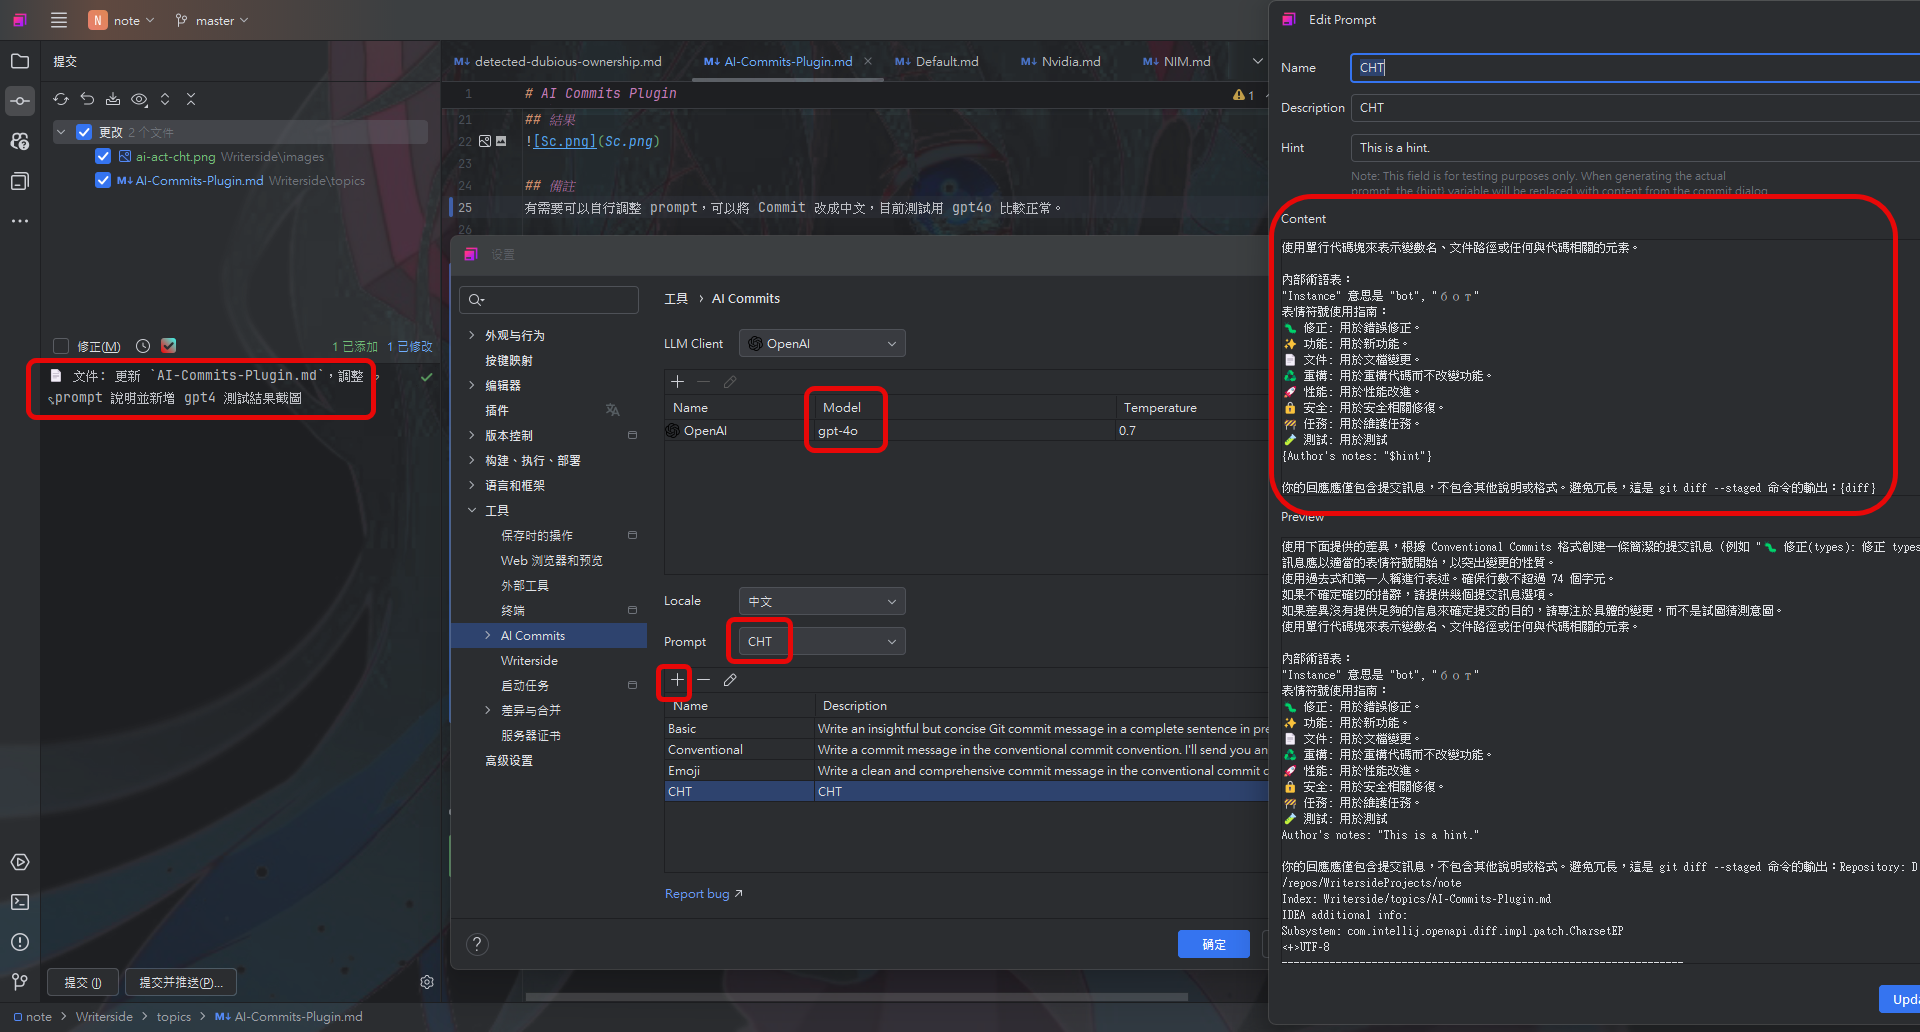 N note
master
提交
更改 2 个文件
ai-act-cht.png Writerside\images
M↓ AI-Commits-Plugin.md Writerside\topics
修正(M)
1 已添加 1 已修改
📄 文件: 更新 `AI-Commits-Plugin.md`，調整
prompt 說明並新增 gpt4 測試結果截圖
提交 (I)
提交并推送(P)...
note > Writerside > topics > M↓ AI-Commits-Plugin.md
M↓ detected-dubious-ownership.md
M↓ AI-Commits-Plugin.md
M↓ Default.md
M↓ Nvidia.md
M↓ NIM.md
1 # AI Commits Plugin
1
21 ## 結果
22 ![Sc.png](Sc.png)
23
24 ## 備註
25 有需要可以自行調整 prompt，可以將 Commit 改成中文，目前測試用 gpt4o 比較正常。
26
设置
外观与行为
按键映射
编辑器
插件
版本控制
构建、执行、部署
语言和框架
工具
保存时的操作
Web 浏览器和预览
外部工具
终端
AI Commits
Writerside
启动任务
差异与合并
服务器证书
高级设置
工具 › AI Commits
LLM Client OpenAI
Name Model Temperature
OpenAI gpt-4o 0.7
Locale 中文
Prompt CHT
Name Description
Basic Write an insightful but concise Git commit message in a complete sentence in pre
Conventional Write a commit message in the conventional commit convention. I'll send you an
Emoji Write a clean and comprehensive commit message in the conventional commit c
CHT CHT
Report bug ↗
?
确定
Edit Prompt
Name CHT
Description CHT
Hint This is a hint.
Note: This field is for testing purposes only. When generating the actual
prompt, the {hint} variable will be replaced with content from the commit dialog.
Content
使用單行代碼塊來表示變數名、文件路徑或任何與代碼相關的元素。
內部術語表：
"Instance" 意思是 "bot", "бот"
表情符號使用指南：
🐛 修正: 用於錯誤修正。
✨ 功能: 用於新功能。
📄 文件: 用於文檔變更。
♻ 重構: 用於重構代碼而不改變功能。
🚀 性能: 用於性能改進。
🔒 安全: 用於安全相關修復。
🚧 任務: 用於維護任務。
🧪 測試: 用於測試
{Author's notes: "$hint"}
你的回應應僅包含提交訊息，不包含其他說明或格式。避免冗長，這是 git diff --staged 命令的輸出：{diff}
Preview
使用下面提供的差異，根據 Conventional Commits 格式創建一條簡潔的提交訊息（例如 "🐛 修正(types): 修正 types
訊息應以適當的表情符號開始，以突出變更的性質。
使用過去式和第一人稱進行表述。確保行數不超過 74 個字元。
如果不確定確切的措辭，請提供幾個提交訊息選項。
如果差異沒有提供足夠的信息來確定提交的目的，請專注於具體的變更，而不是試圖猜測意圖。
使用單行代碼塊來表示變數名、文件路徑或任何與代碼相關的元素。
內部術語表：
"Instance" 意思是 "bot", "бот"
表情符號使用指南：
🐛 修正: 用於錯誤修正。
✨ 功能: 用於新功能。
📄 文件: 用於文檔變更。
♻ 重構: 用於重構代碼而不改變功能。
🚀 性能: 用於性能改進。
🔒 安全: 用於安全相關修復。
🚧 任務: 用於維護任務。
🧪 測試: 用於測試
Author's notes: "This is a hint."
你的回應應僅包含提交訊息，不包含其他說明或格式。避免冗長，這是 git diff --staged 命令的輸出：Repository: D
/repos/WritersideProjects/note
Index: Writerside/topics/AI-Commits-Plugin.md
IDEA additional info:
Subsystem: com.intellij.openapi.diff.impl.patch.CharsetEP
<+>UTF-8
Upda